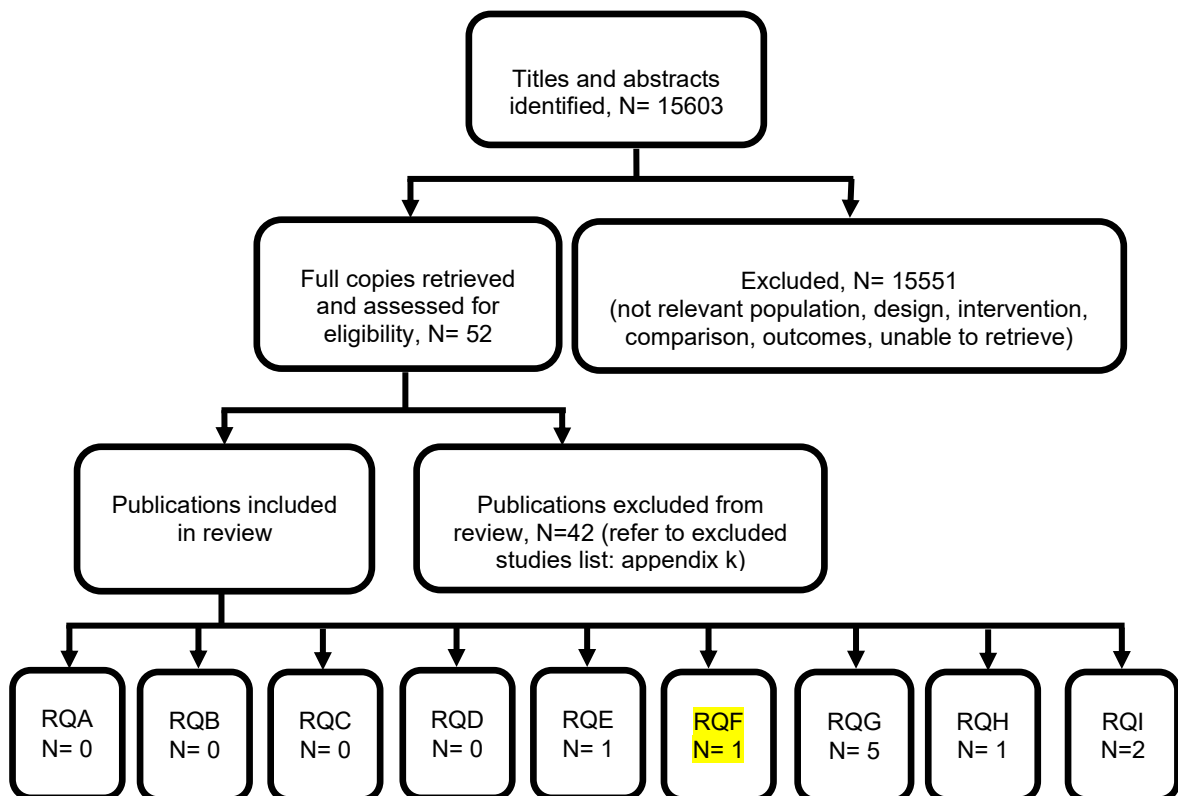 Titles and abstracts
identified, N= 15603
Full copies retrieved
and assessed for
eligibility, N= 52
Excluded, N= 15551
(not relevant population, design, intervention,
comparison, outcomes, unable to retrieve)
Publications included
in review
Publications excluded from
review, N=42 (refer to excluded
studies list: appendix k)
RQA
N= 0
RQB
N= 0
RQC
N= 0
RQD
N= 0
RQE
N= 1
RQF
N= 1
RQG
N= 5
RQH
N= 1
RQI
N=2